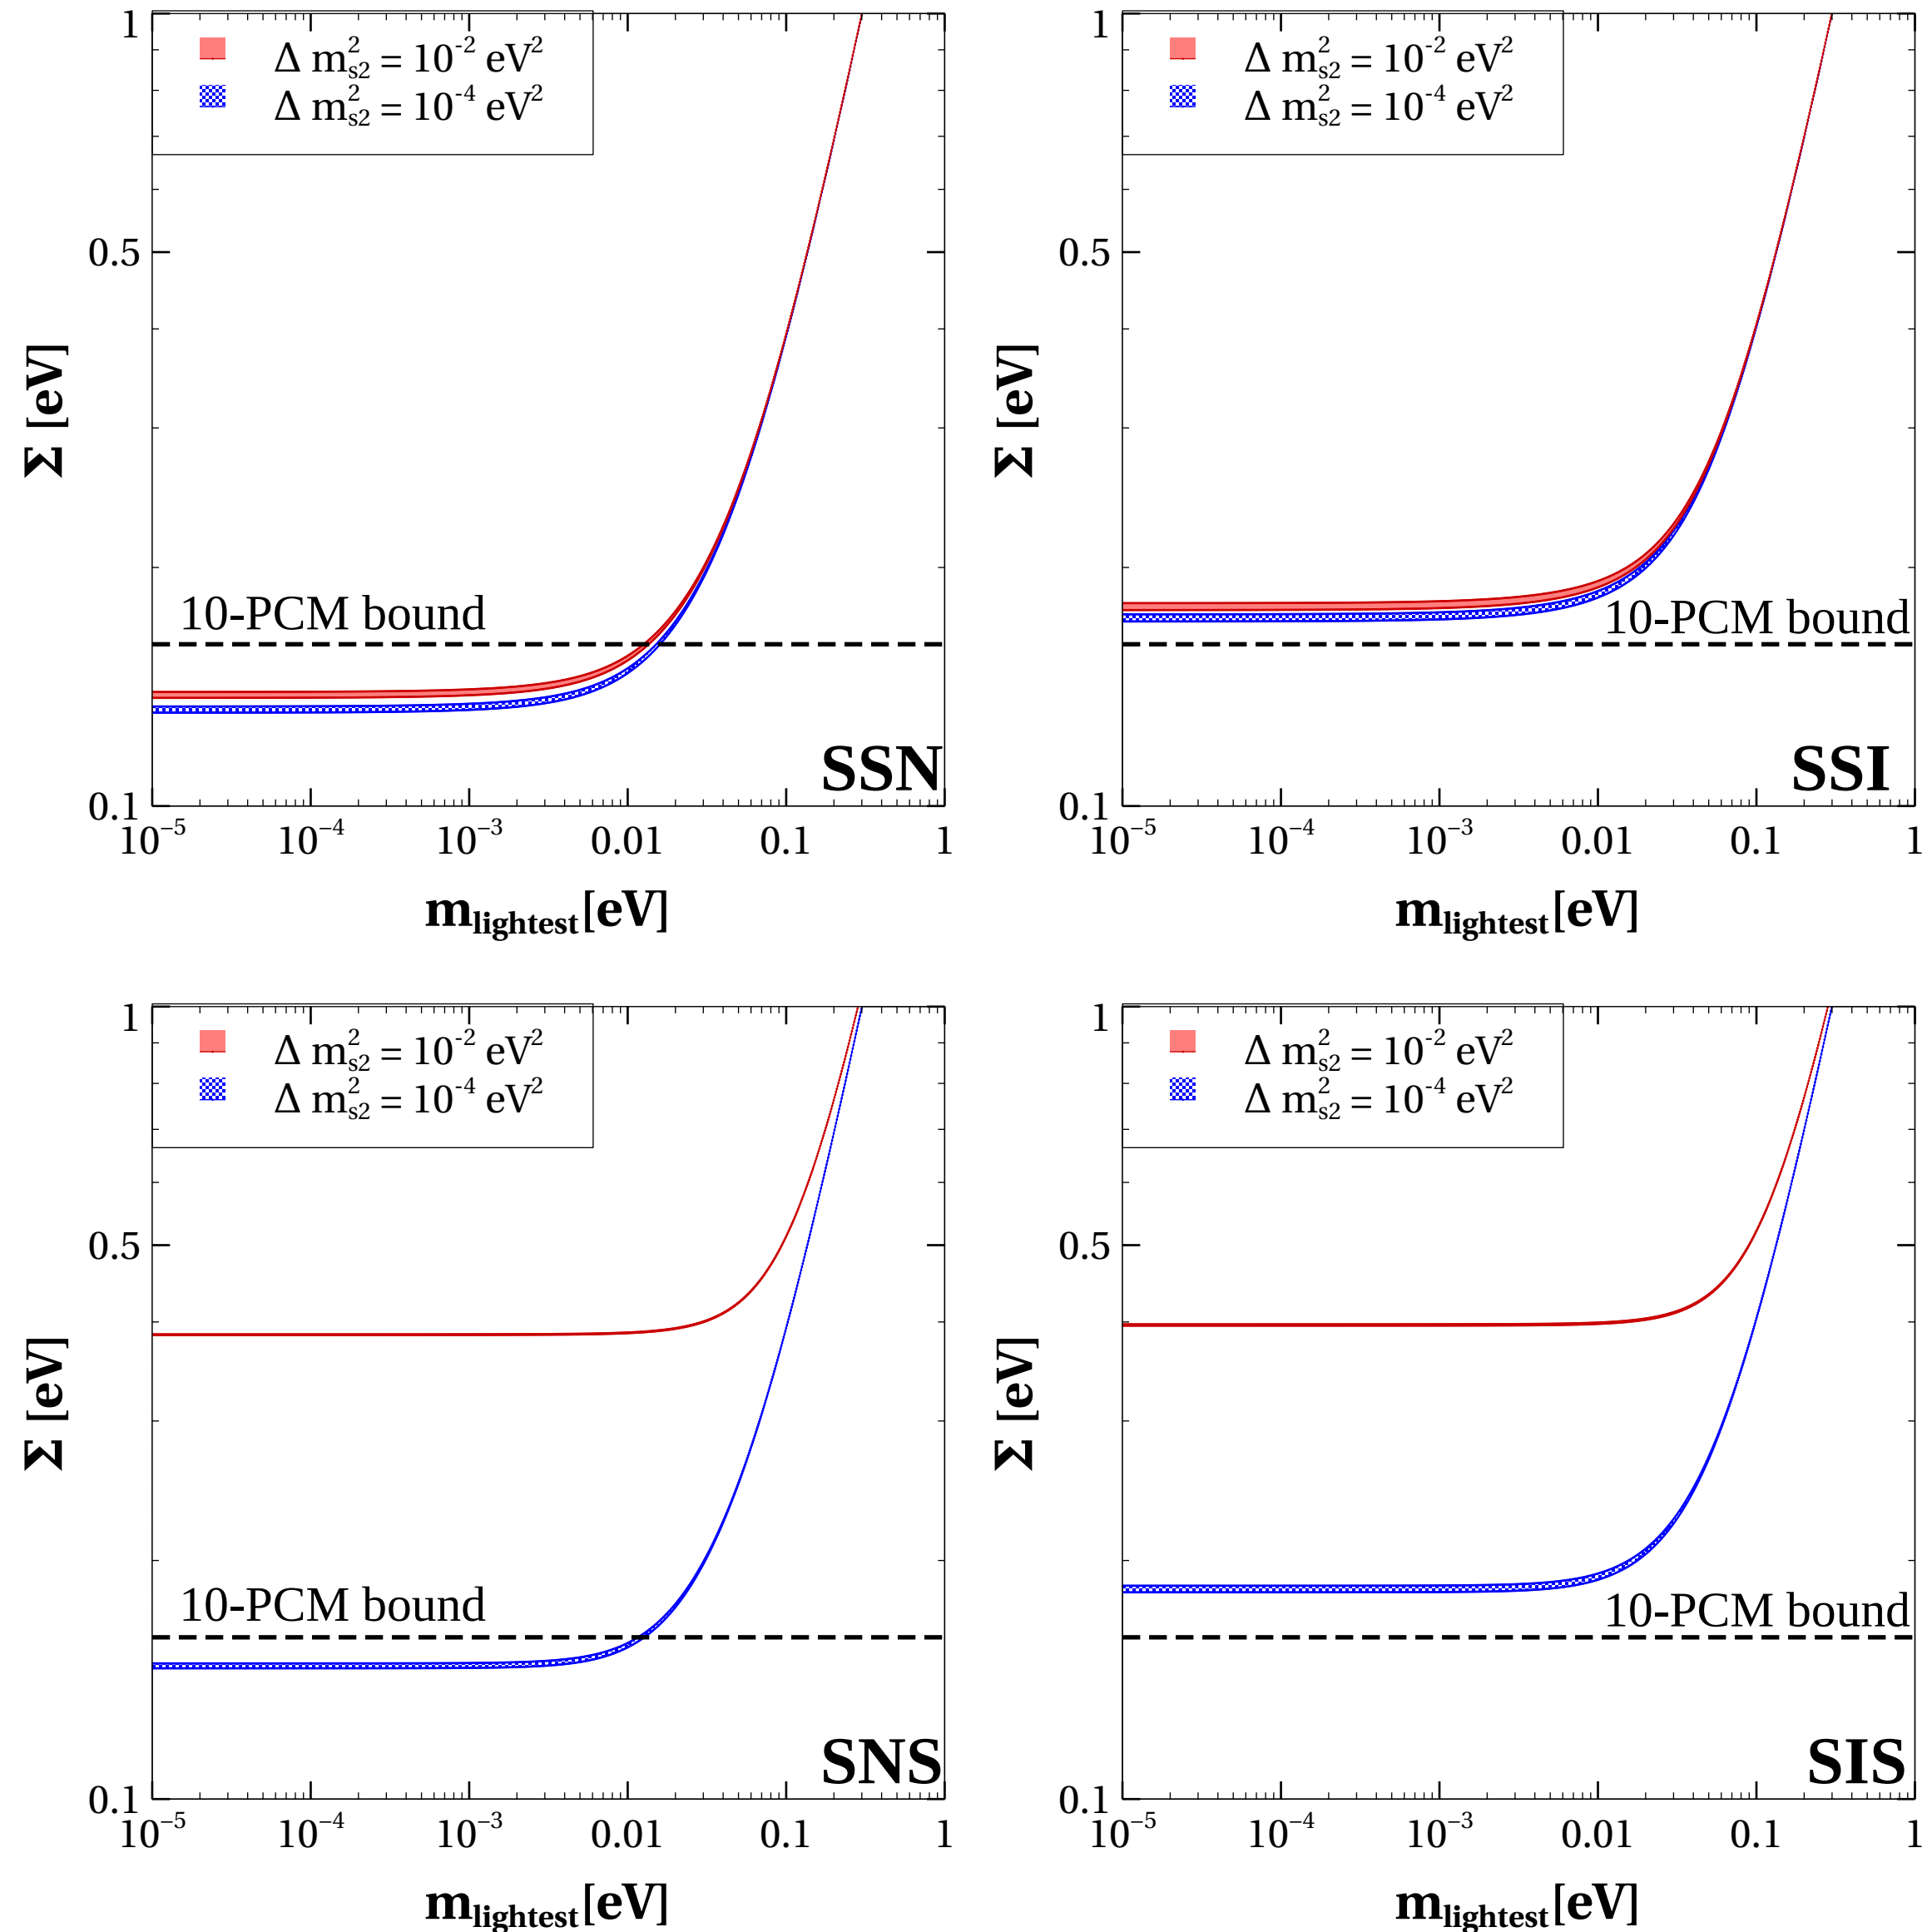 Δ m²ₛ₂ = 10⁻² eV²
Δ m²ₛ₂ = 10⁻⁴ eV²
1
0.5
0.1
Σ [eV]
10-PCM bound
SSN
10⁻⁵ 10⁻⁴ 10⁻³ 0.01 0.1 1
m_lightest [eV]
Δ m²ₛ₂ = 10⁻² eV²
Δ m²ₛ₂ = 10⁻⁴ eV²
1
0.5
0.1
Σ [eV]
10-PCM bound
SSI
10⁻⁵ 10⁻⁴ 10⁻³ 0.01 0.1 1
m_lightest [eV]
Δ m²ₛ₂ = 10⁻² eV²
Δ m²ₛ₂ = 10⁻⁴ eV²
1
0.5
0.1
Σ [eV]
10-PCM bound
SNS
10⁻⁵ 10⁻⁴ 10⁻³ 0.01 0.1 1
m_lightest [eV]
Δ m²ₛ₂ = 10⁻² eV²
Δ m²ₛ₂ = 10⁻⁴ eV²
1
0.5
0.1
Σ [eV]
10-PCM bound
SIS
10⁻⁵ 10⁻⁴ 10⁻³ 0.01 0.1 1
m_lightest [eV]